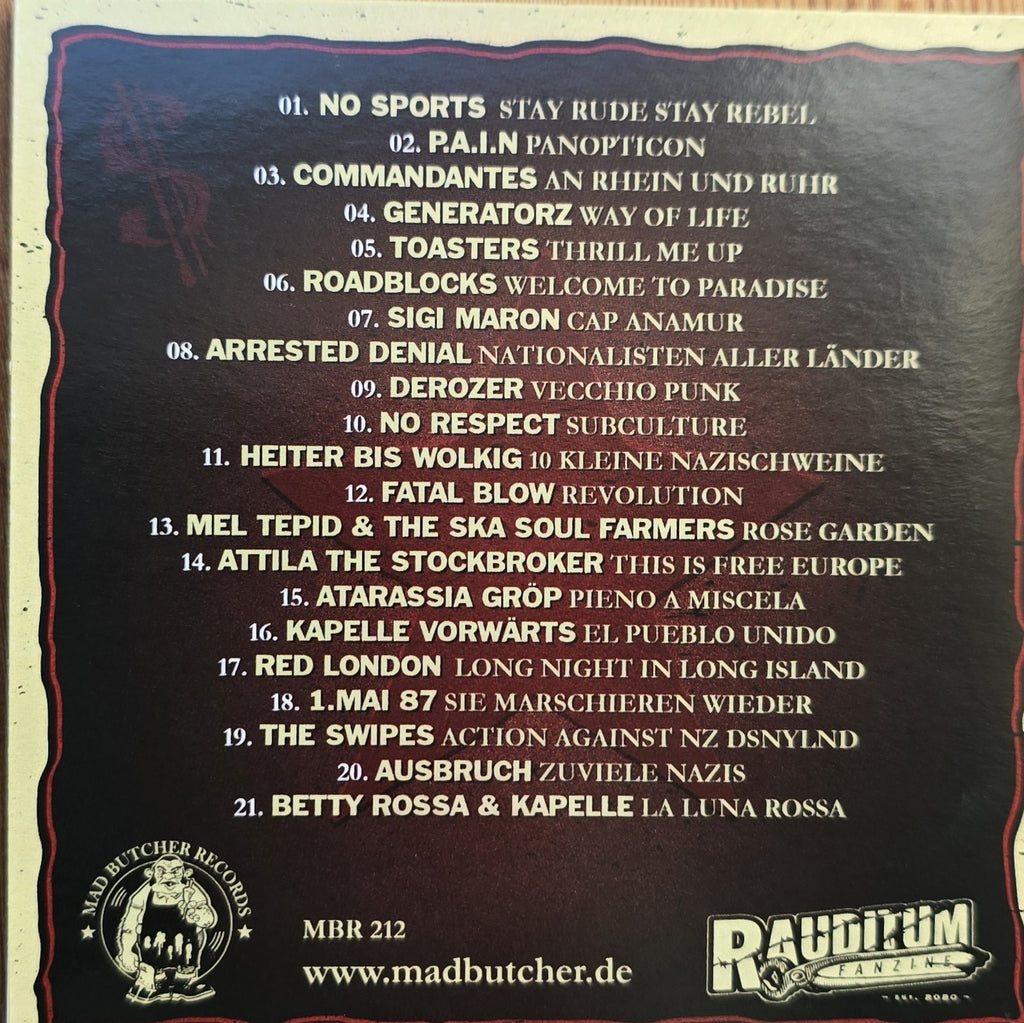 01. NO SPORTS STAY RUDE STAY REBEL
02. P.A.I.N PANOPTICON
03. COMMANDANTES AN RHEIN UND RUHR
04. GENERATORZ WAY OF LIFE
05. TOASTERS THRILL ME UP
06. ROADBLOCKS WELCOME TO PARADISE
07. SIGI MARON CAP ANAMUR
08. ARRESTED DENIAL NATIONALISTEN ALLER LÄNDER
09. DEROZER VECCHIO PUNK
10. NO RESPECT SUBCULTURE
11. HEITER BIS WOLKIG 10 KLEINE NAZISCHWEINE
12. FATAL BLOW REVOLUTION
13. MEL TEPID & THE SKA SOUL FARMERS ROSE GARDEN
14. ATTILA THE STOCKBROKER THIS IS FREE EUROPE
15. ATARASSIA GRÖP PIENO A MISCELA
16. KAPELLE VORWÄRTS EL PUEBLO UNIDO
17. RED LONDON LONG NIGHT IN LONG ISLAND
18. 1.MAI 87 SIE MARSCHIEREN WIEDER
19. THE SWIPES ACTION AGAINST NZ DSNYLND
20. AUSBRUCH ZUVIELE NAZIS
21. BETTY ROSSA & KAPELLE LA LUNA ROSSA
MAD BUTCHER RECORDS
MBR 212
www.madbutcher.de
RAUDITUM
FANZINE
~ EST. 2020 ~